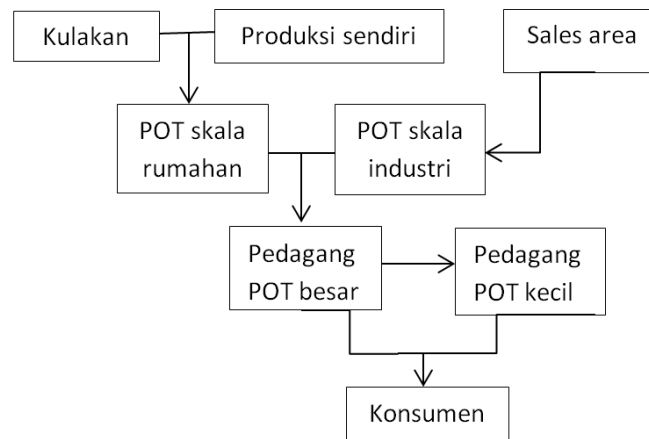 Kulakan
Produksi sendiri
Sales area
POT skala
rumahan
POT skala
industri
Pedagang
POT besar
Pedagang
POT kecil
Konsumen